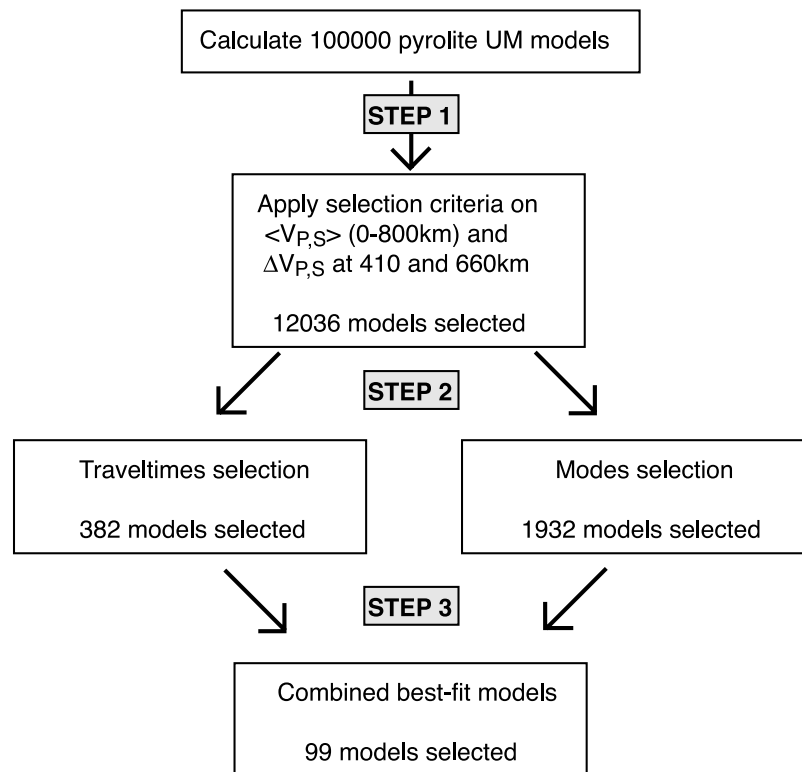 Calculate 100000 pyrolite UM models
STEP 1
Apply selection criteria on
<V_P,S> (0-800km) and
ΔV_P,S at 410 and 660km
12036 models selected
STEP 2
Traveltimes selection
382 models selected
Modes selection
1932 models selected
STEP 3
Combined best-fit models
99 models selected